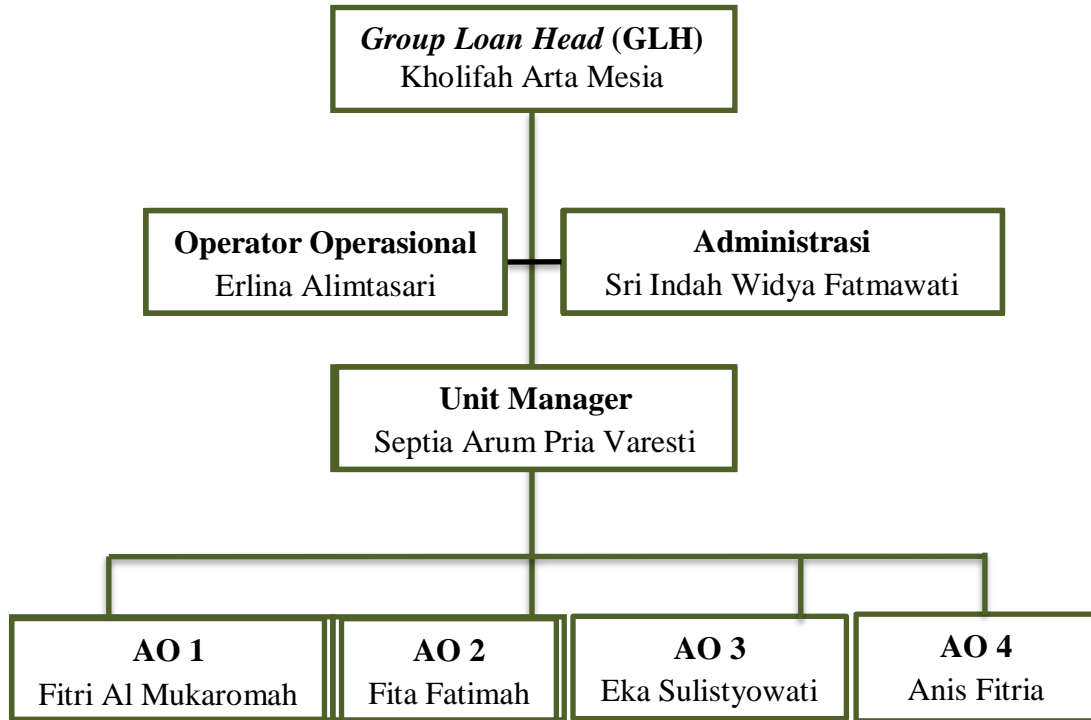 Group Loan Head (GLH)
Kholifah Arta Mesia
Operator Operasional
Erlina Alimtasari
Administrasi
Sri Indah Widya Fatmawati
Unit Manager
Septia Arum Pria Varesti
AO 1
Fitri Al Mukaromah
AO 2
Fita Fatimah
AO 3
Eka Sulistyowati
AO 4
Anis Fitria